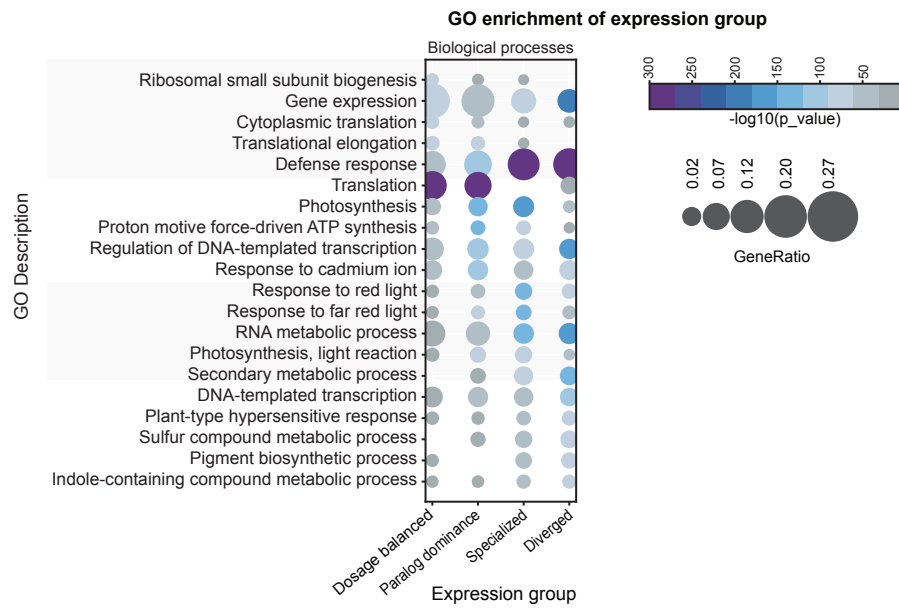 GO enrichment of expression group
Biological processes
Ribosomal small subunit biogenesis
Gene expression
Cytoplasmic translation
Translational elongation
Defense response
Translation
Photosynthesis
Proton motive force-driven ATP synthesis
Regulation of DNA-templated transcription
Response to cadmium ion
Response to red light
Response to far red light
RNA metabolic process
Photosynthesis, light reaction
Secondary metabolic process
DNA-templated transcription
Plant-type hypersensitive response
Sulfur compound metabolic process
Pigment biosynthetic process
Indole-containing compound metabolic process
GO Description
Dosage balanced
Paralog dominance
Specialized
Diverged
Expression group
300 250 200 150 100 50
-log10(p_value)
0.02 0.07 0.12 0.20 0.27
GeneRatio